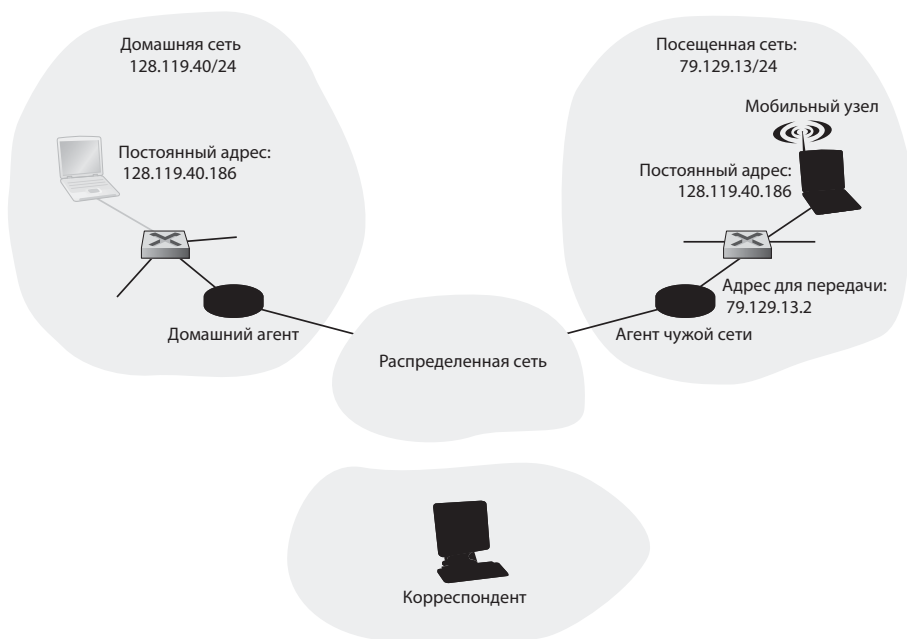 Домашняя сеть
128.119.40/24
Постоянный адрес:
128.119.40.186
Домашний агент
Посещенная сеть:
79.129.13/24
Мобильный узел
Постоянный адрес:
128.119.40.186
Адрес для передачи:
79.129.13.2
Агент чужой сети
Распределенная сеть
Корреспондент